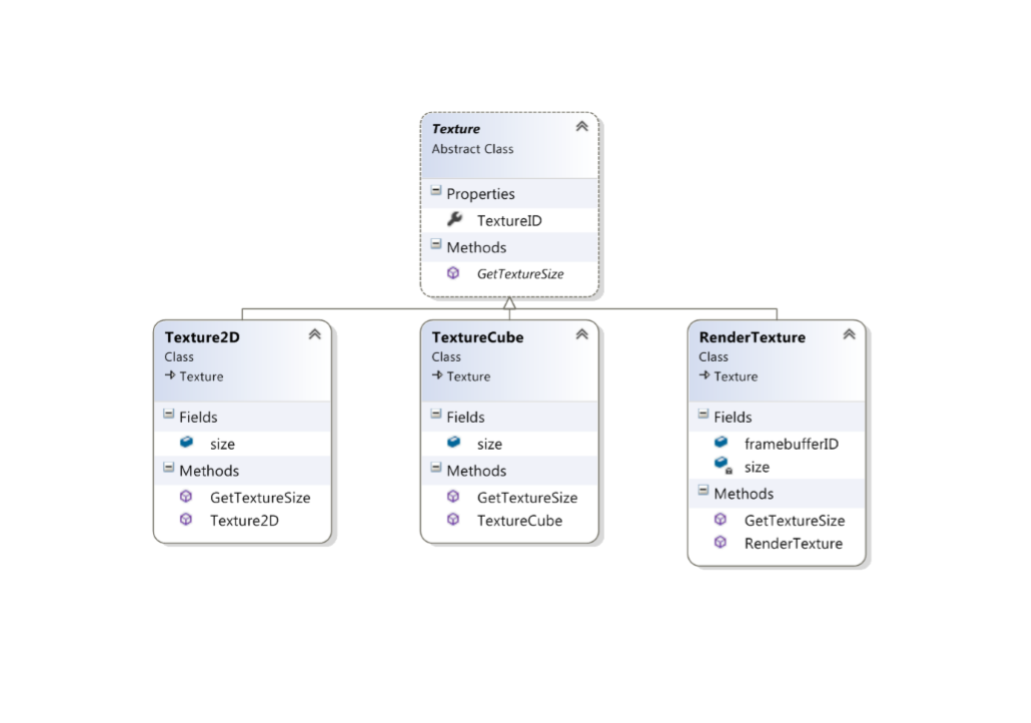 Texture
Abstract Class
Properties
TextureID
Methods
GetTextureSize
Texture2D
Class
Texture
Fields
size
Methods
GetTextureSize
Texture2D
TextureCube
Class
Texture
Fields
size
Methods
GetTextureSize
TextureCube
RenderTexture
Class
Texture
Fields
framebufferID
size
Methods
GetTextureSize
RenderTexture